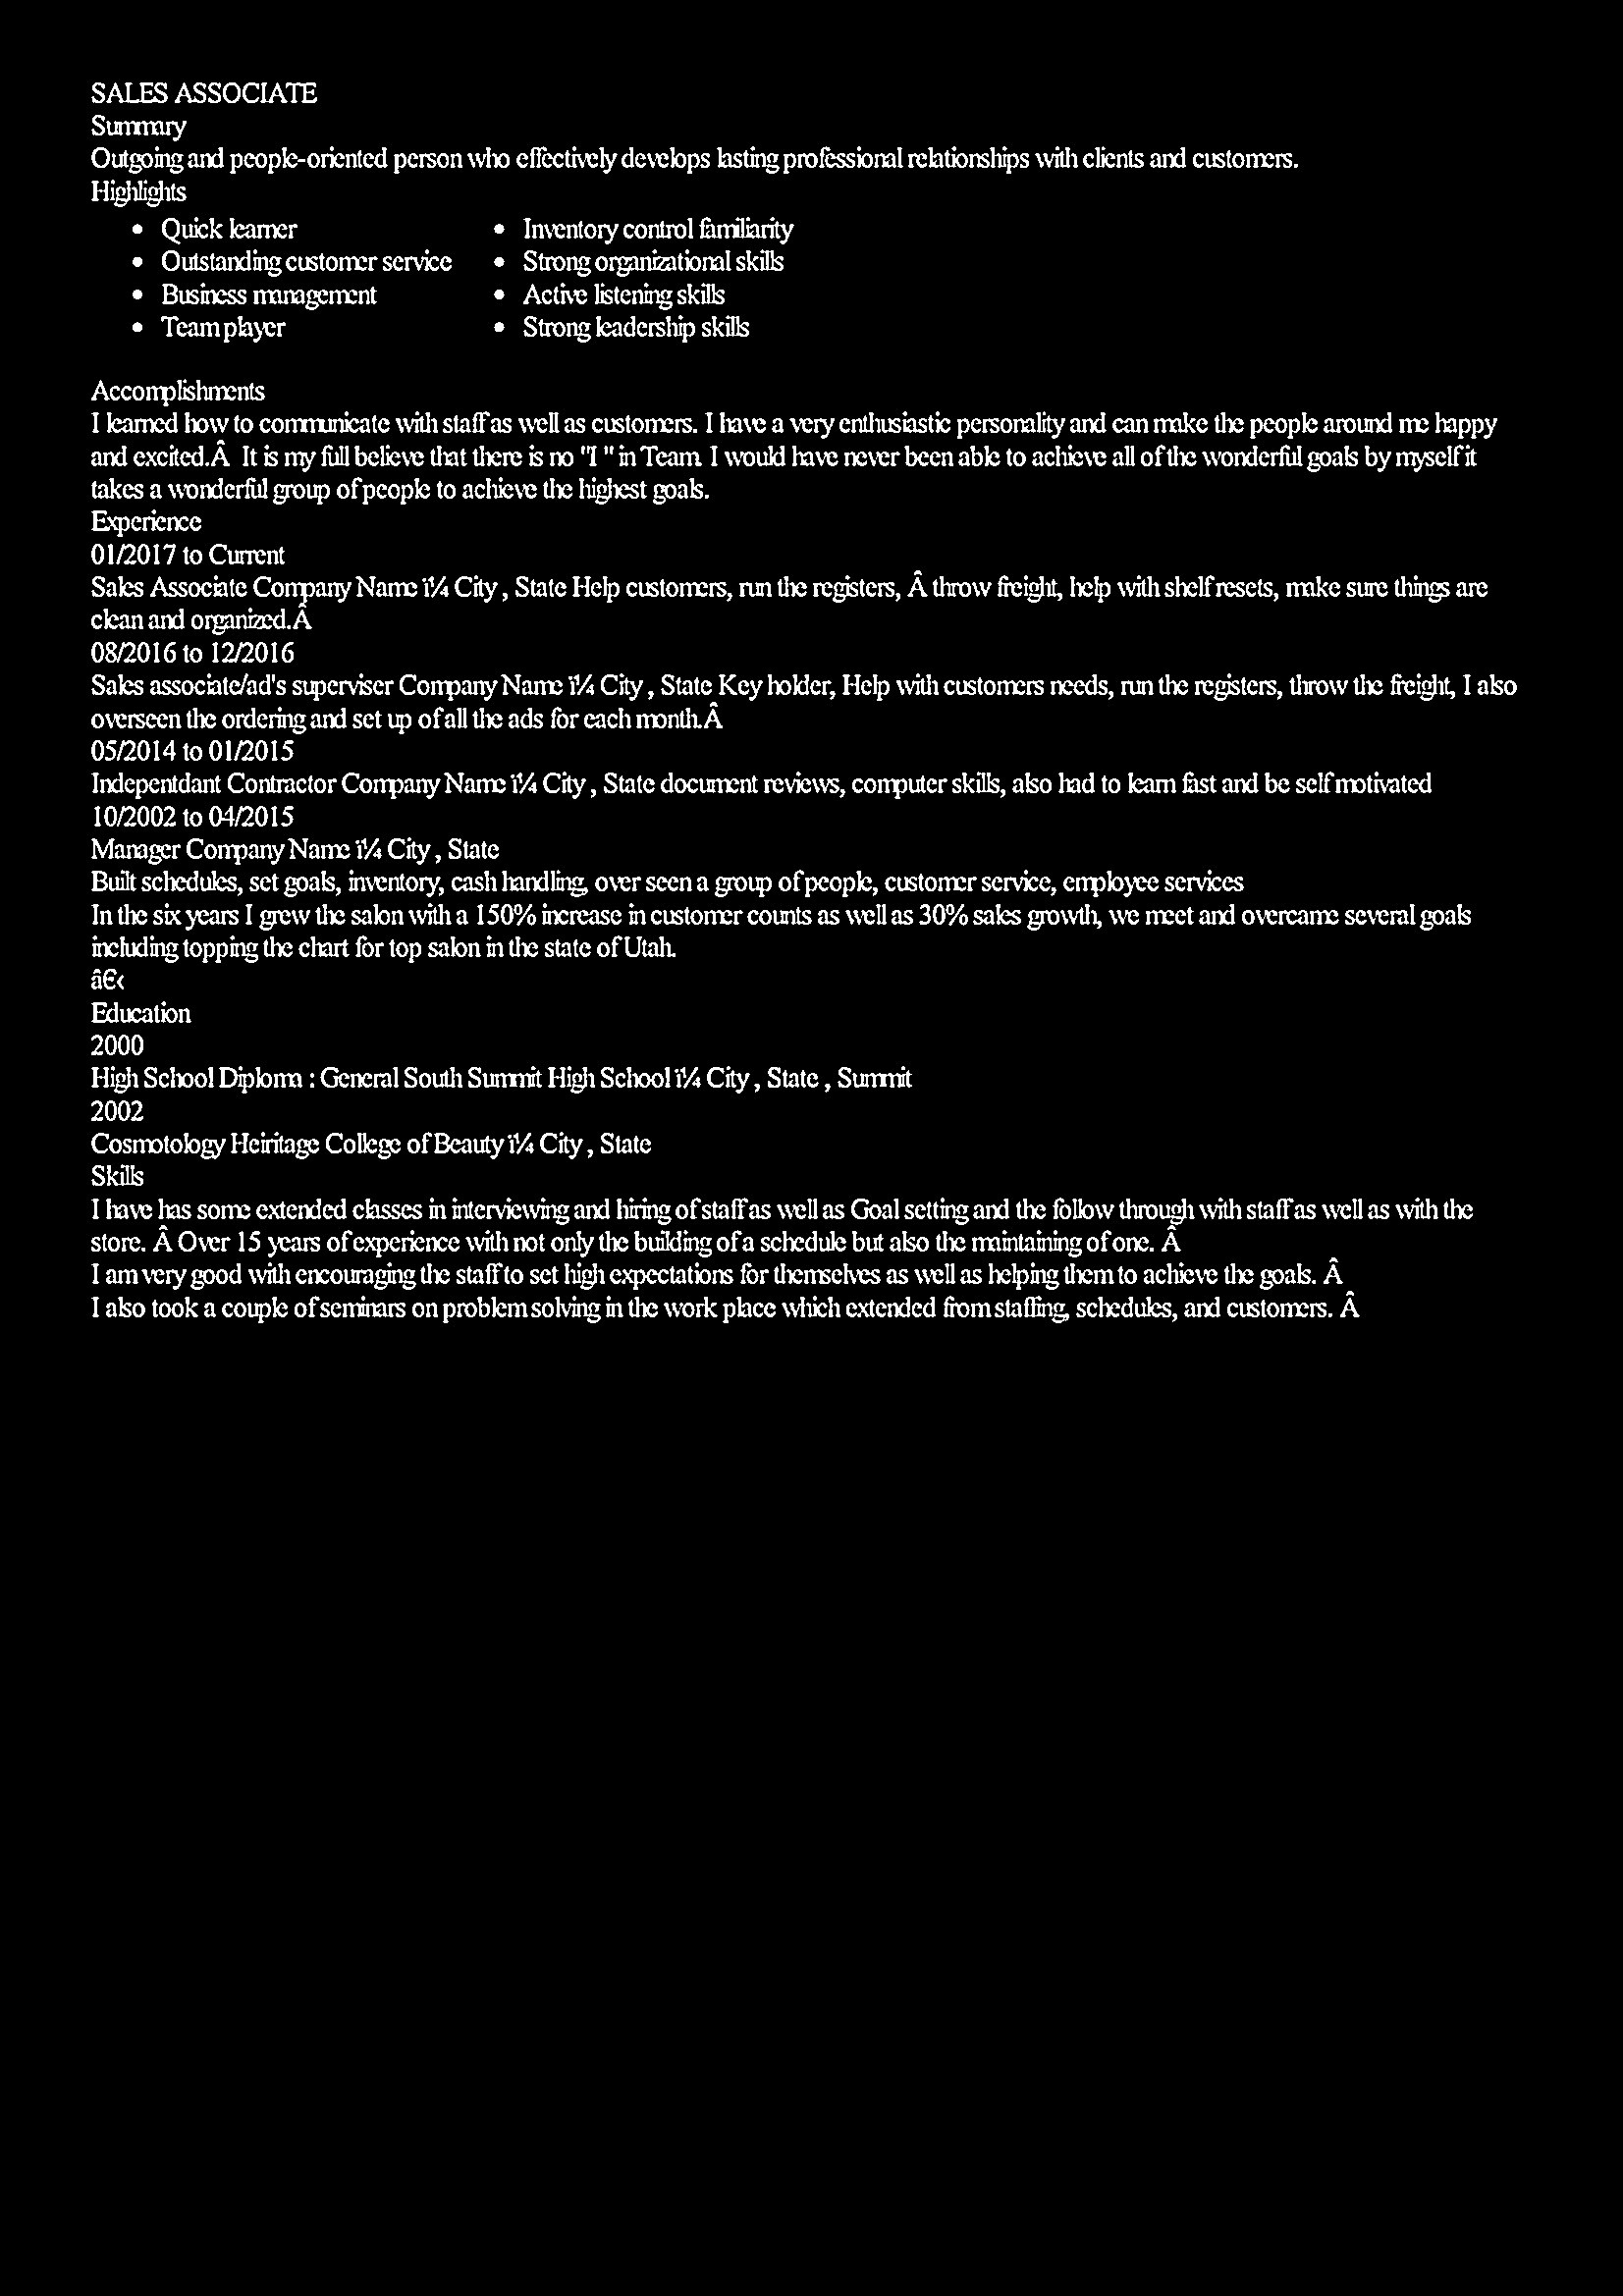 SALES ASSOCIATE
Summary
Outgoing and people-oriented person who effectively develops lasting professional relationships with clients and customers.
Highlights
• Quick learner
• Outstanding customer service
• Business management
• Team player
• Inventory control familiarity
• Strong organizational skills
• Active listening skills
• Strong leadership skills
Accomplishments
I learned how to communicate with staff as well as customers. I have a very enthusiastic personality and can make the people around me happy
and excited.Â It is my full believe that there is no "I " in Team. I would have never been able to achieve all of the wonderful goals by myself it
takes a wonderful group of people to achieve the highest goals.
Experience
01/2017 to Current
Sales Associate Company Name ï¼ City , State Help customers, run the registers, Â throw freight, help with shelf resets, make sure things are
clean and organized.Â
08/2016 to 12/2016
Sales associate/ad's superviser Company Name ï¼ City , State Key holder, Help with customers needs, run the registers, throw the freight, I also
overseen the ordering and set up of all the ads for each month.Â
05/2014 to 01/2015
Indepentdant Contractor Company Name ï¼ City , State document reviews, computer skills, also had to learn fast and be self motivated
10/2002 to 04/2015
Manager Company Name ï¼ City , State
Built schedules, set goals, inventory, cash handling, over seen a group of people, customer service, employee services
In the six years I grew the salon with a 150% increase in customer counts as well as 30% sales growth, we meet and overcame several goals
including topping the chart for top salon in the state of Utah.
â€‹
Education
2000
High School Diploma : General South Summit High School ï¼ City , State , Summit
2002
Cosmotology Heiritage College of Beauty ï¼ City , State
Skills
I have has some extended classes in interviewing and hiring of staff as well as Goal setting and the follow through with staff as well as with the
store. Â Over 15 years of experience with not only the building of a schedule but also the maintaining of one. Â
I am very good with encouraging the staff to set high expectations for themselves as well as helping them to achieve the goals. Â
I also took a couple of seminars on problem solving in the work place which extended from staffing, schedules, and customers. Â